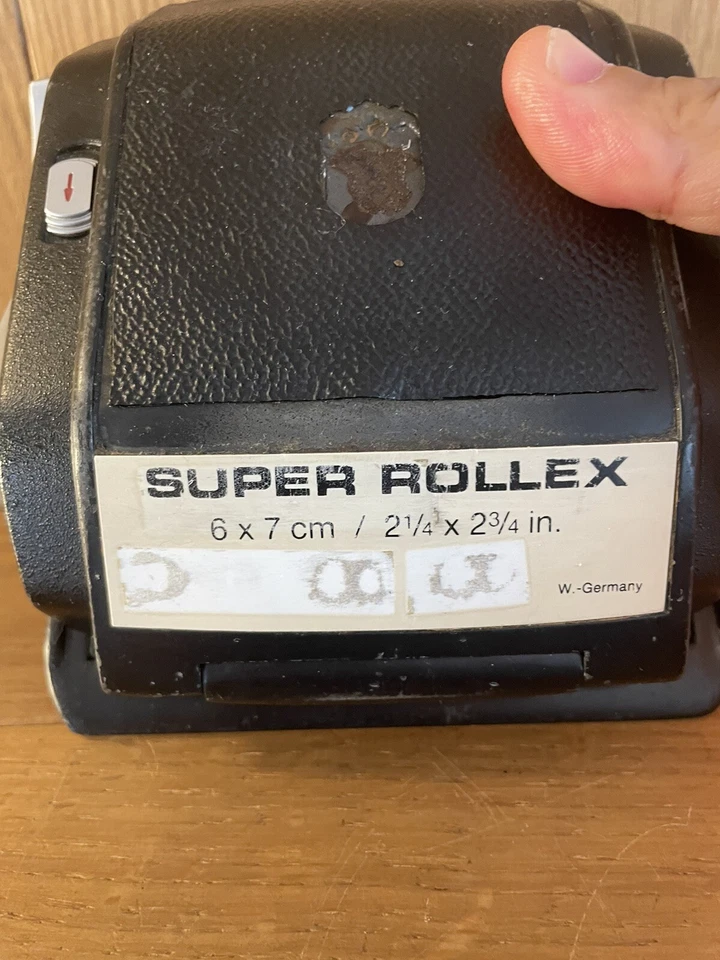 SUPER ROLLEX
6 x 7 cm / 2¹/₄ x 2³/₄ in.
W.-Germany